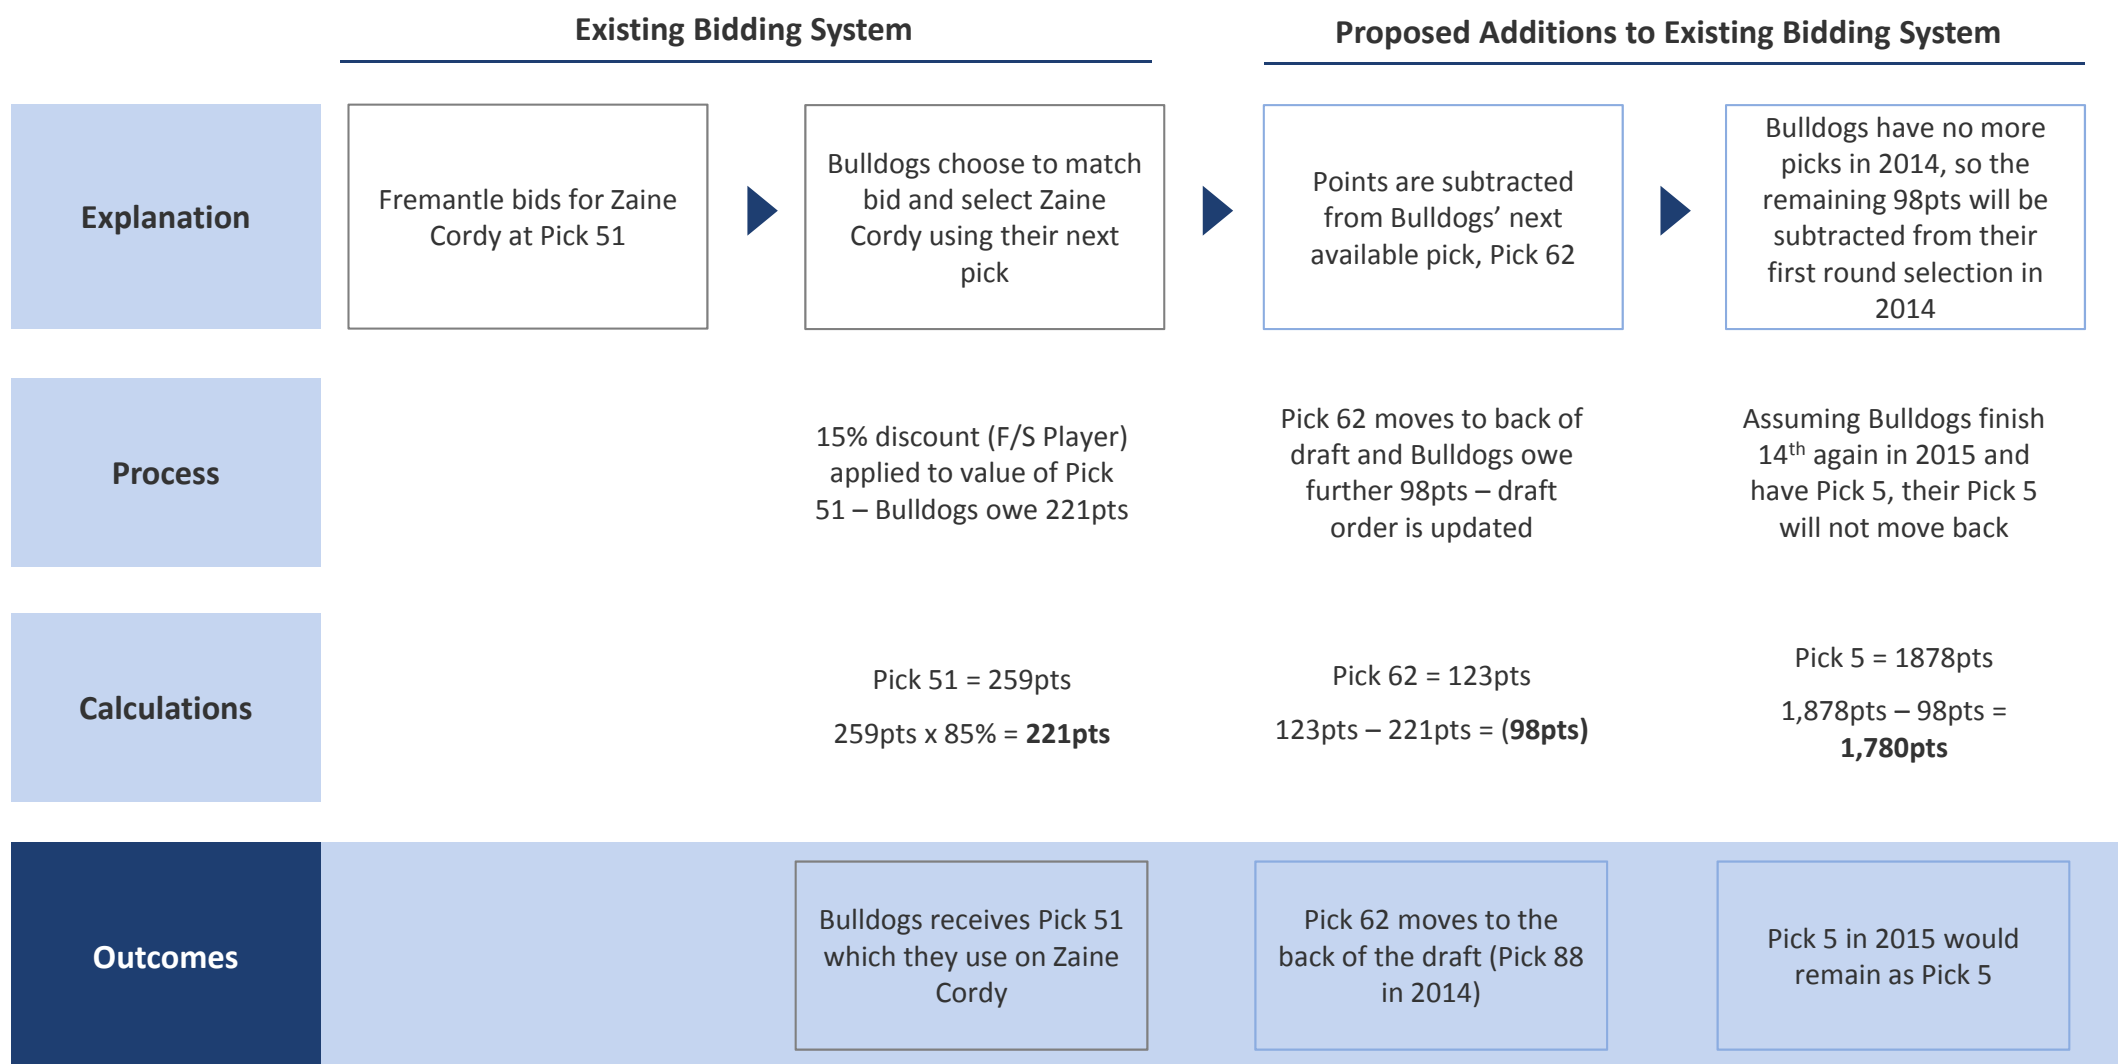 Existing Bidding System
Proposed Additions to Existing Bidding System
Explanation
Fremantle bids for Zaine
Cordy at Pick 51
Bulldogs choose to match
bid and select Zaine
Cordy using their next
pick
Points are subtracted
from Bulldogs’ next
available pick, Pick 62
Bulldogs have no more
picks in 2014, so the
remaining 98pts will be
subtracted from their
first round selection in
2014
Process
15% discount (F/S Player)
applied to value of Pick
51 – Bulldogs owe 221pts
Pick 62 moves to back of
draft and Bulldogs owe
further 98pts – draft
order is updated
Assuming Bulldogs finish
14th again in 2015 and
have Pick 5, their Pick 5
will not move back
Calculations
Pick 51 = 259pts
259pts x 85% = 221pts
Pick 62 = 123pts
123pts – 221pts = (98pts)
Pick 5 = 1878pts
1,878pts – 98pts =
1,780pts
Outcomes
Bulldogs receives Pick 51
which they use on Zaine
Cordy
Pick 62 moves to the
back of the draft (Pick 88
in 2014)
Pick 5 in 2015 would
remain as Pick 5